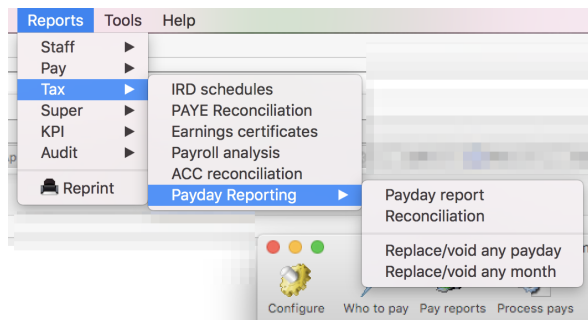 Reports Tools Help
Staff
Pay
Tax
Super
KPI
Audit
Reprint
IRD schedules
PAYE Reconciliation
Earnings certificates
Payroll analysis
ACC reconciliation
Payday Reporting
Payday report
Reconciliation
Replace/void any payday
Replace/void any month
Configure Who to pay Pay reports Process pays